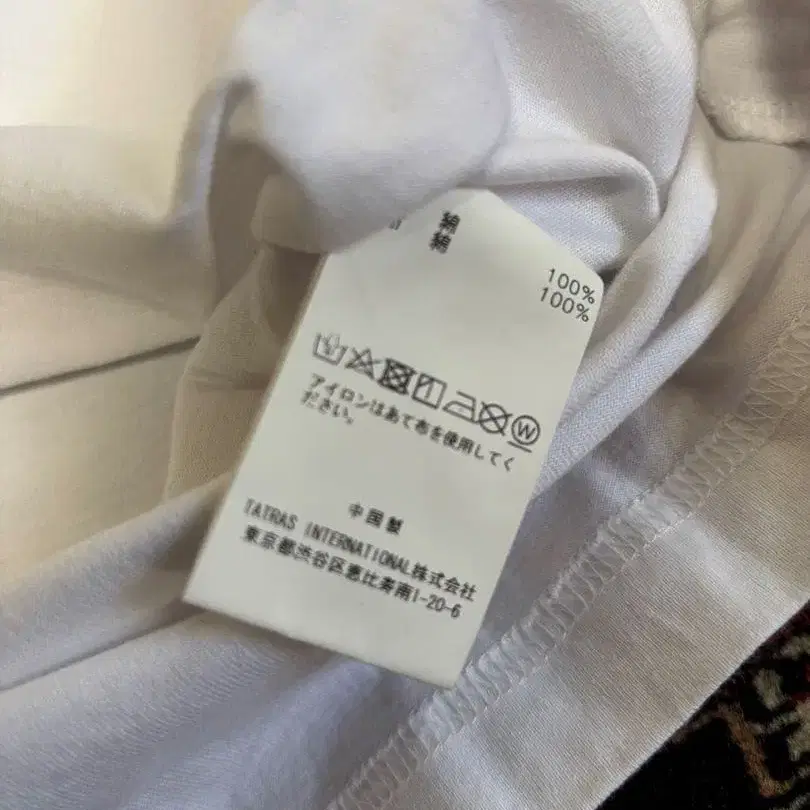 綿
綿
100%
100%
W
アイロンはあて布を使用してく
ださい。
中国製
TATRAS INTERNATIONAL株式会社
東京都渋谷区恵比寿南1-20-6